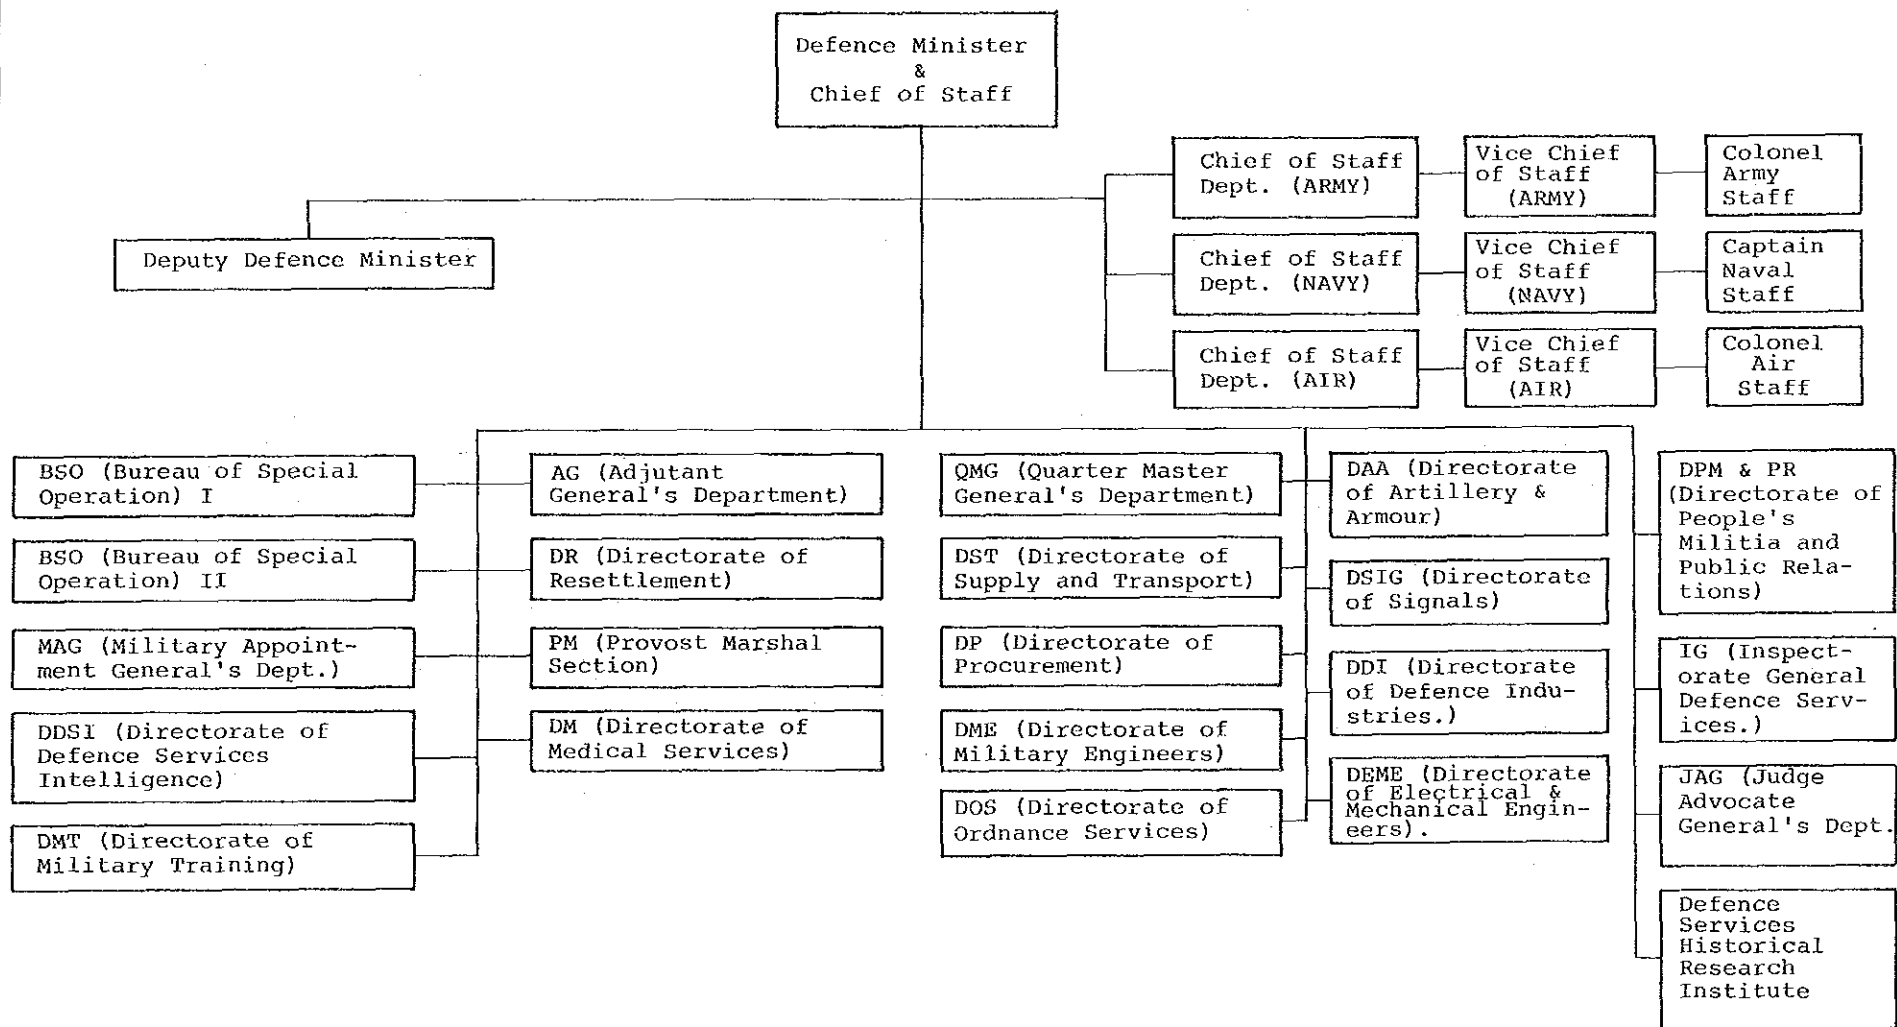 Defence Minister
&
Chief of Staff
Deputy Defence Minister
Chief of Staff
Dept. (ARMY)
Vice Chief
of Staff
(ARMY)
Colonel
Army
Staff
Chief of Staff
Dept. (NAVY)
Vice Chief
of Staff
(NAVY)
Captain
Naval
Staff
Chief of Staff
Dept. (AIR)
Vice Chief
of Staff
(AIR)
Colonel
Air
Staff
BSO (Bureau of Special
Operation) I
BSO (Bureau of Special
Operation) II
MAG (Military Appoint-
ment General's Dept.)
DDSI (Directorate of
Defence Services
Intelligence)
DMT (Directorate of
Military Training)
AG (Adjutant
General's Department)
DR (Directorate of
Resettlement)
PM (Provost Marshal
Section)
DM (Directorate of
Medical Services)
QMG (Quarter Master
General's Department)
DST (Directorate of
Supply and Transport)
DP (Directorate of
Procurement)
DME (Directorate of
Military Engineers)
DOS (Directorate of
Ordnance Services)
DAA (Directorate
of Artillery &
Armour)
DSIG (Directorate
of Signals)
DDI (Directorate
of Defence Indu-
stries.)
DEME (Directorate
of Electrical &
Mechanical Engin-
eers).
DPM & PR
(Directorate of
People's
Militia and
Public Rela-
tions)
IG (Inspect-
orate General
Defence Serv-
ices.)
JAG (Judge
Advocate
General's Dept.
Defence
Services
Historical
Research
Institute